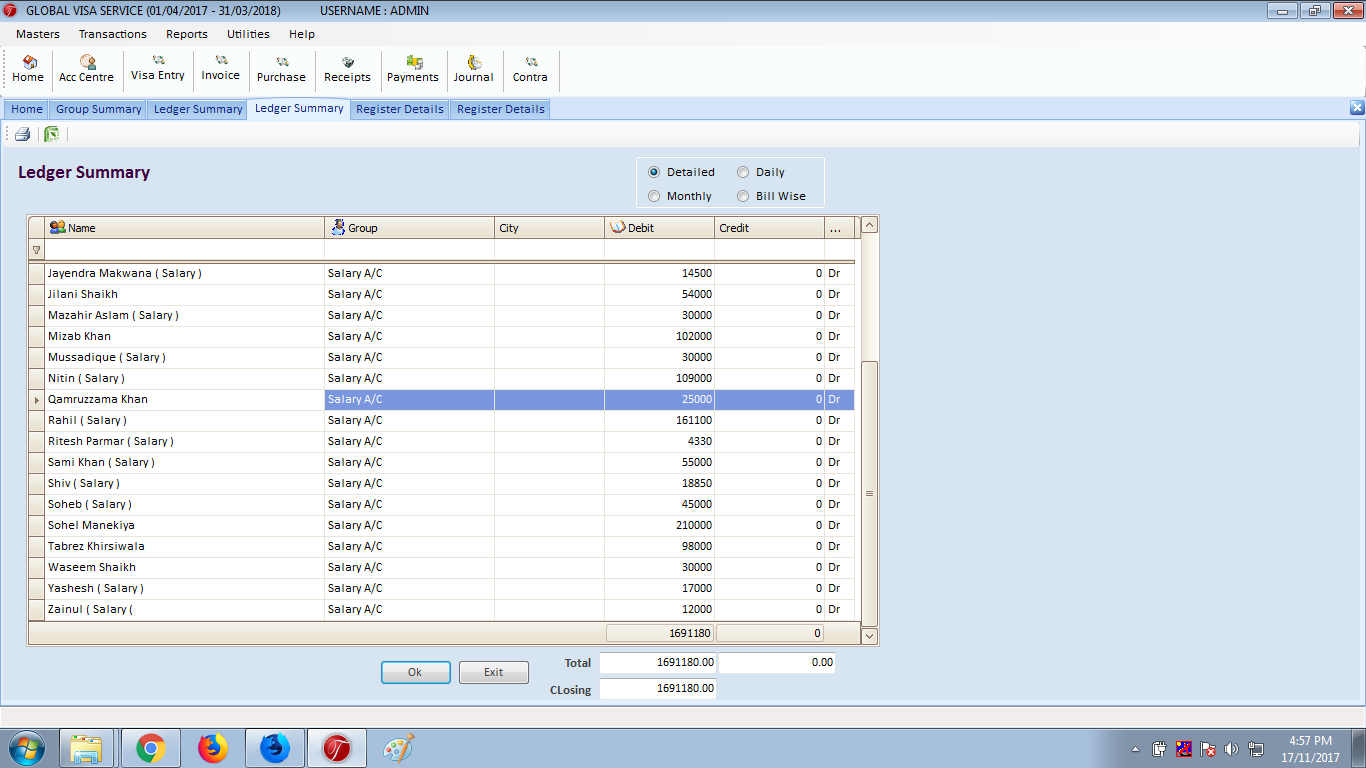 GLOBAL VISA SERVICE (01/04/2017 - 31/03/2018) USERNAME : ADMIN
Masters Transactions Reports Utilities Help
Home Acc Centre Visa Entry Invoice Purchase Receipts Payments Journal Contra
Home Group Summary Ledger Summary Ledger Summary Register Details Register Details
Ledger Summary
Detailed Daily
Monthly Bill Wise
Name Group City Debit Credit ...
Jayendra Makwana ( Salary ) Salary A/C 14500 0 Dr
Jilani Shaikh Salary A/C 54000 0 Dr
Mazahir Aslam ( Salary ) Salary A/C 30000 0 Dr
Mizab Khan Salary A/C 102000 0 Dr
Mussadique ( Salary ) Salary A/C 30000 0 Dr
Nitin ( Salary ) Salary A/C 109000 0 Dr
Qamruzzama Khan Salary A/C 25000 0 Dr
Rahil ( Salary ) Salary A/C 161100 0 Dr
Ritesh Parmar ( Salary ) Salary A/C 4330 0 Dr
Sami Khan ( Salary ) Salary A/C 55000 0 Dr
Shiv ( Salary ) Salary A/C 18850 0 Dr
Soheb ( Salary ) Salary A/C 45000 0 Dr
Sohel Manekiya Salary A/C 210000 0 Dr
Tabrez Khirsiwala Salary A/C 98000 0 Dr
Waseem Shaikh Salary A/C 30000 0 Dr
Yashesh ( Salary ) Salary A/C 17000 0 Dr
Zainul ( Salary ( Salary A/C 12000 0 Dr
1691180 0
Ok Exit Total 1691180.00 0.00
CLosing 1691180.00
4:57 PM
17/11/2017